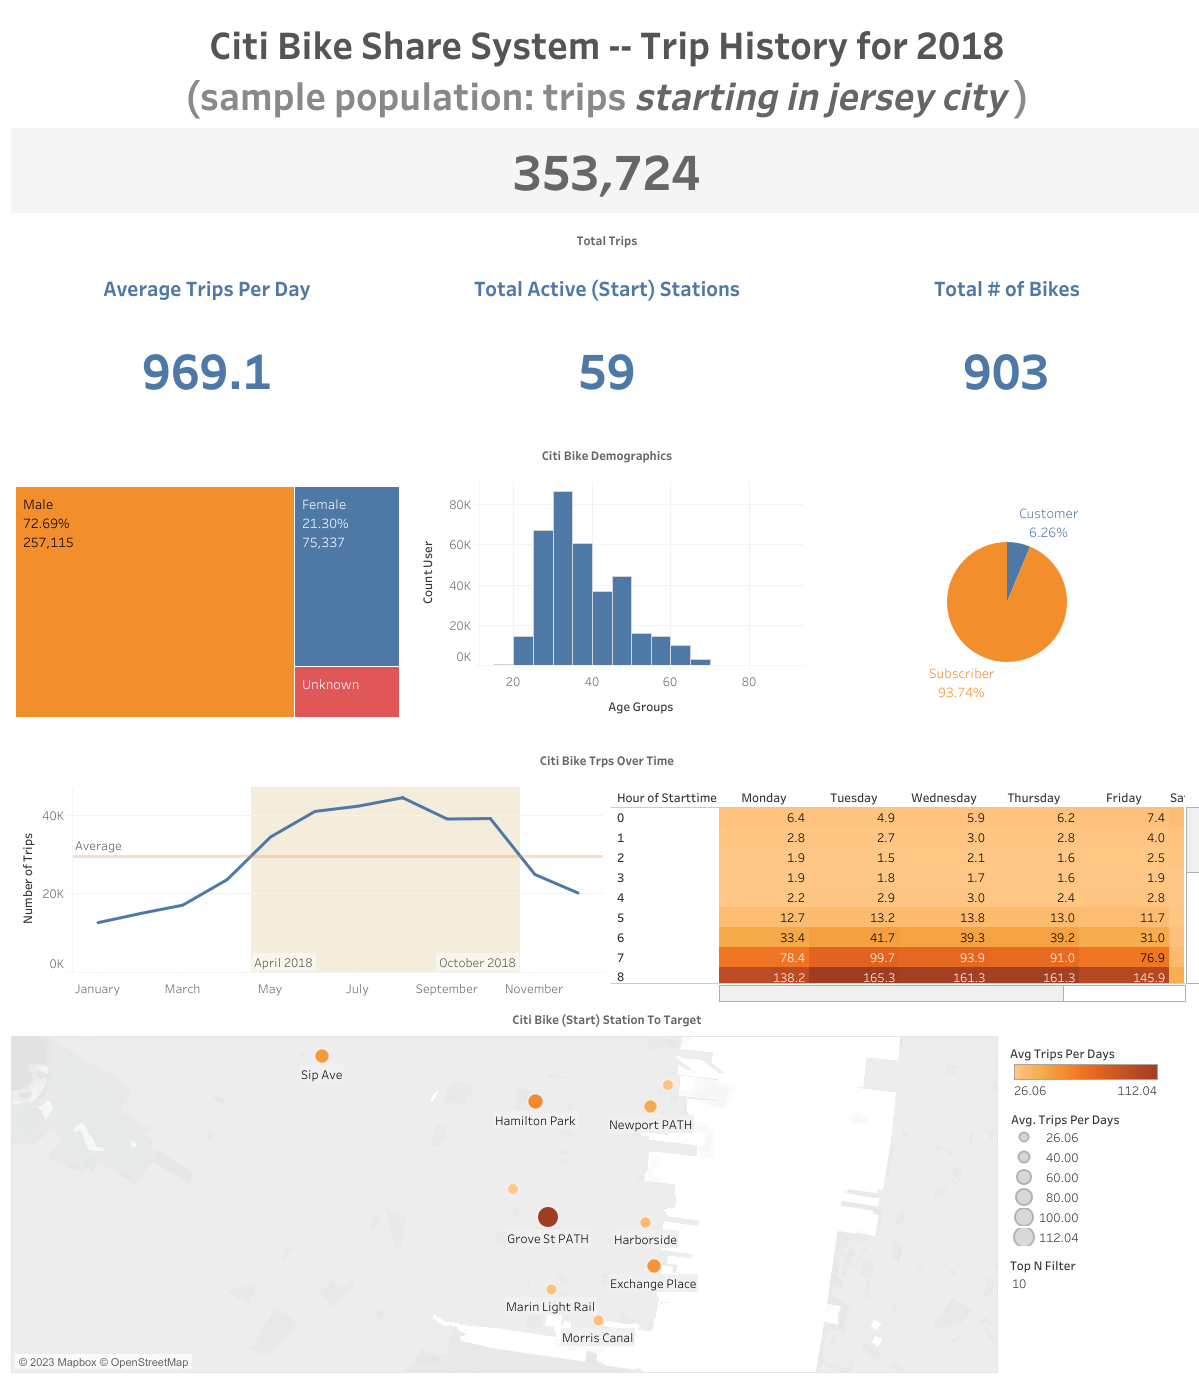 Citi Bike Share System -- Trip History for 2018
(sample population: trips starting in jersey city )
353,724
Total Trips
Average Trips Per Day
Total Active (Start) Stations
Total # of Bikes
969.1
59
903
Citi Bike Demographics
Male
72.69%
257,115
Female
21.30%
75,337
Unknown
Count User
80K
60K
40K
20K
0K
20 40 60 80
Age Groups
Customer
6.26%
Subscriber
93.74%
Citi Bike Trps Over Time
Number of Trips
40K
20K
0K
Average
April 2018
October 2018
January March May July September November
Hour of Starttime Monday Tuesday Wednesday Thursday Friday
0 6.4 4.9 5.9 6.2 7.4
1 2.8 2.7 3.0 2.8 4.0
2 1.9 1.5 2.1 1.6 2.5
3 1.9 1.8 1.7 1.6 1.9
4 2.2 2.9 3.0 2.4 2.8
5 12.7 13.2 13.8 13.0 11.7
6 33.4 41.7 39.3 39.2 31.0
7 78.4 99.7 93.9 91.0 76.9
8 138.2 165.3 161.3 161.3 145.9
Citi Bike (Start) Station To Target
Sip Ave
Hamilton Park
Newport PATH
Grove St PATH
Harborside
Exchange Place
Marin Light Rail
Morris Canal
© 2023 Mapbox © OpenStreetMap
Avg Trips Per Days
26.06 112.04
Avg. Trips Per Days
26.06
40.00
60.00
80.00
100.00
112.04
Top N Filter
10